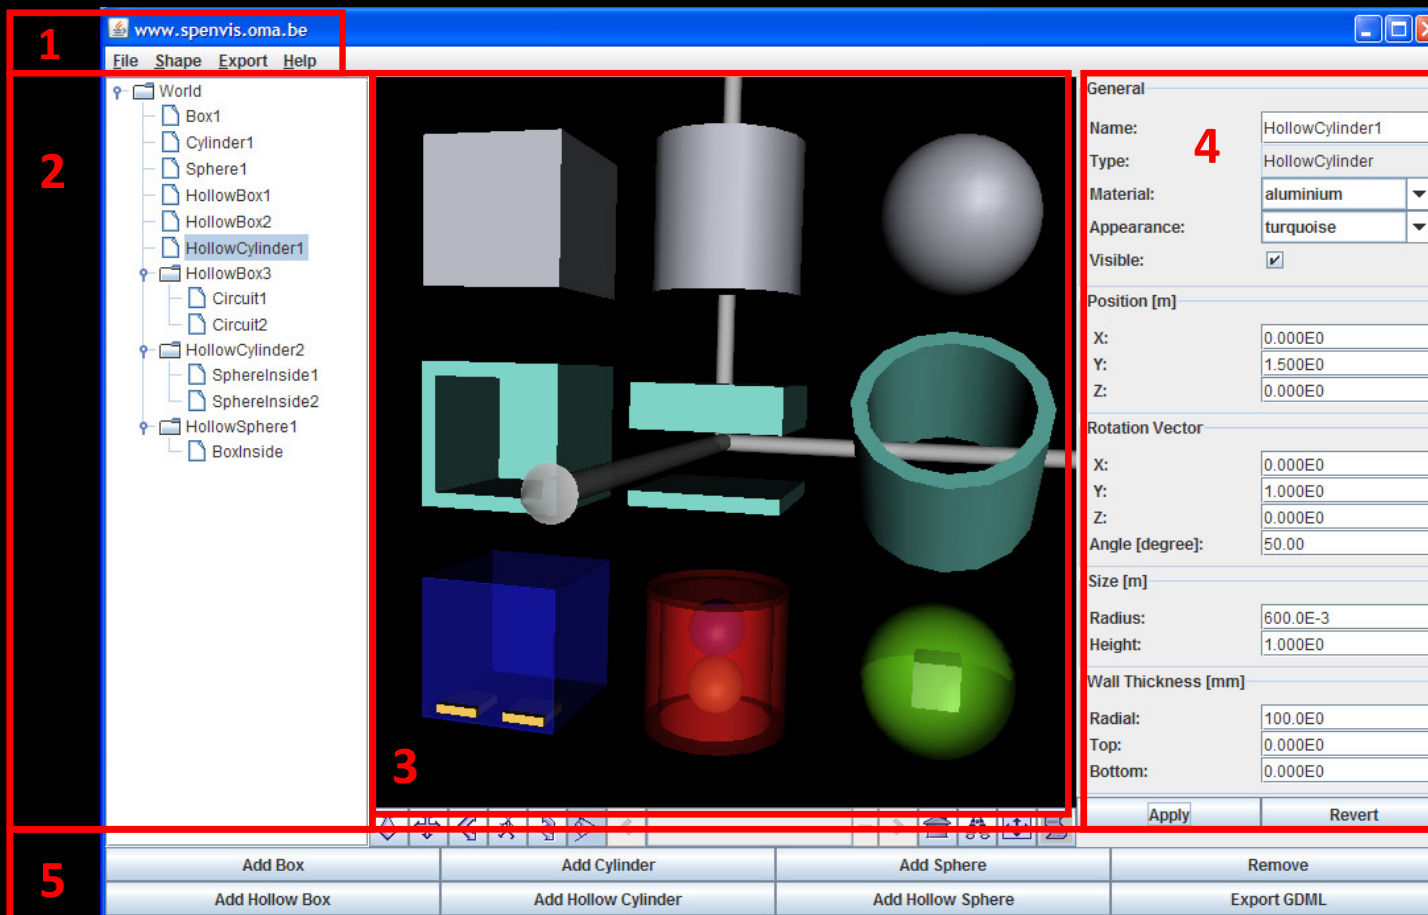 1
www.spenvis.oma.be
File Shape Export Help
2
World
Box1
Cylinder1
Sphere1
HollowBox1
HollowBox2
HollowCylinder1
HollowBox3
Circuit1
Circuit2
HollowCylinder2
SphereInside1
SphereInside2
HollowSphere1
BoxInside
3
4
General
Name: HollowCylinder1
Type: HollowCylinder
Material: aluminium
Appearance: turquoise
Visible:
Position [m]
X: 0.000E0
Y: 1.500E0
Z: 0.000E0
Rotation Vector
X: 0.000E0
Y: 1.000E0
Z: 0.000E0
Angle [degree]: 50.00
Size [m]
Radius: 600.0E-3
Height: 1.000E0
Wall Thickness [mm]
Radial: 100.0E0
Top: 0.000E0
Bottom: 0.000E0
Apply Revert
5
Add Box Add Cylinder Add Sphere Remove
Add Hollow Box Add Hollow Cylinder Add Hollow Sphere Export GDML